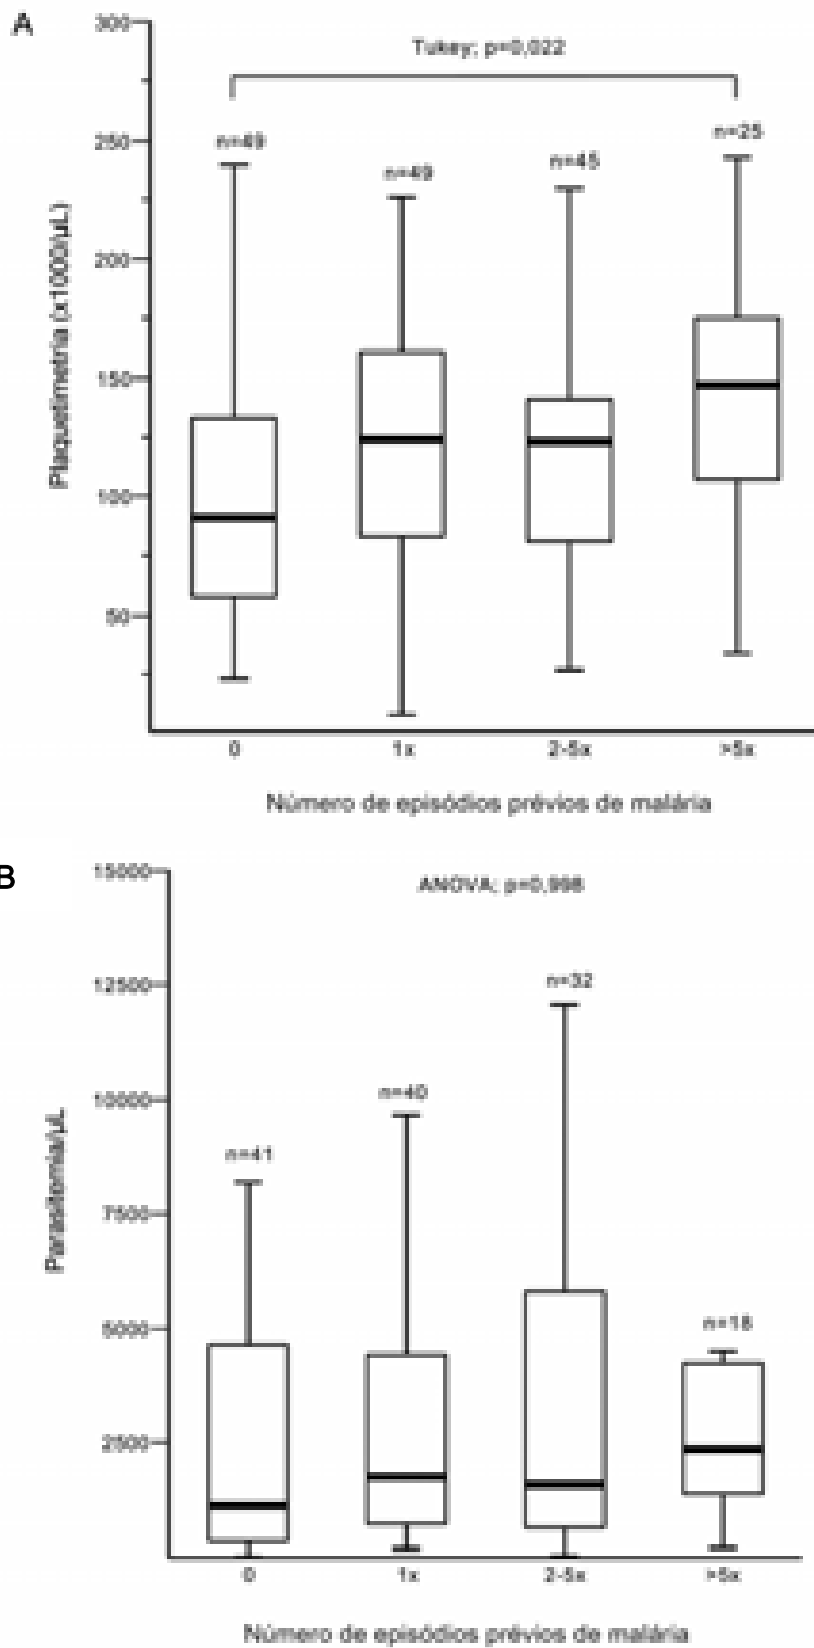 A
Tukey; p=0,022
300
250
200
150
100
50
n=49
n=49
n=45
n=25
Plaquetimetria (x1000/µL)
0 1x 2-5x >5x
Número de episódios prévios de malária
B
ANOVA; p=0,998
15000
12500
10000
7500
5000
2500
n=41
n=40
n=32
n=18
Parasitemia/µL
0 1x 2-5x >5x
Número de episódios prévios de malária